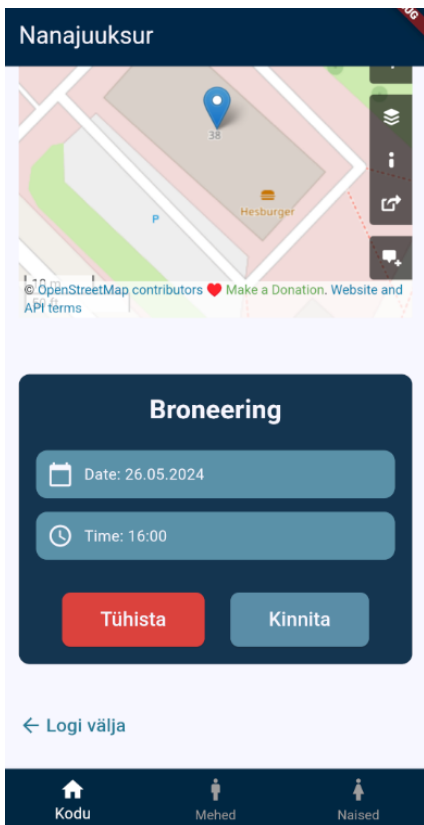 Nanajuuksur
38
Hesburger
P
© OpenStreetMap contributors ♥ Make a Donation. Website and
API terms
Broneering
Date: 26.05.2024
Time: 16:00
Tühista
Kinnita
← Logi välja
Kodu
Mehed
Naised